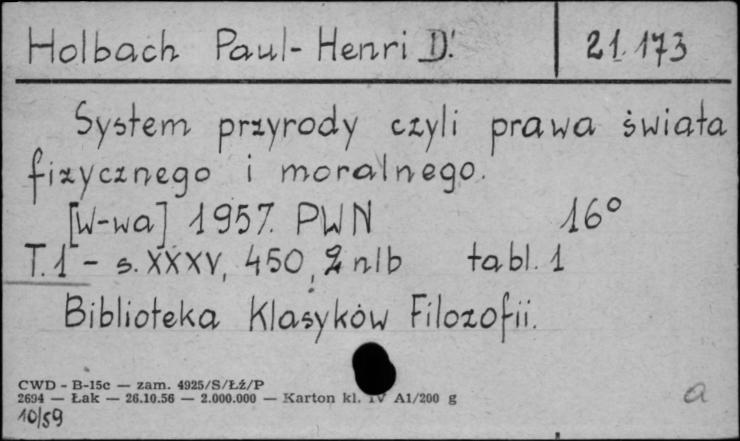 Holbach Paul-Henri D'. 21.173
System przyrody czyli prawa świata
fizycznego i moralnego.
[W-wa] 1957. PWN 16°
T.1 - s. XXXV, 450, 2 nlb tabl. 1
Biblioteka Klasyków Filozofii.
CWD - B-15c — zam. 4925/S/Łź/P
2694 — Łak — 26.10.56 — 2.000.000 — Karton kl. IV A1/200 g
10/59
a